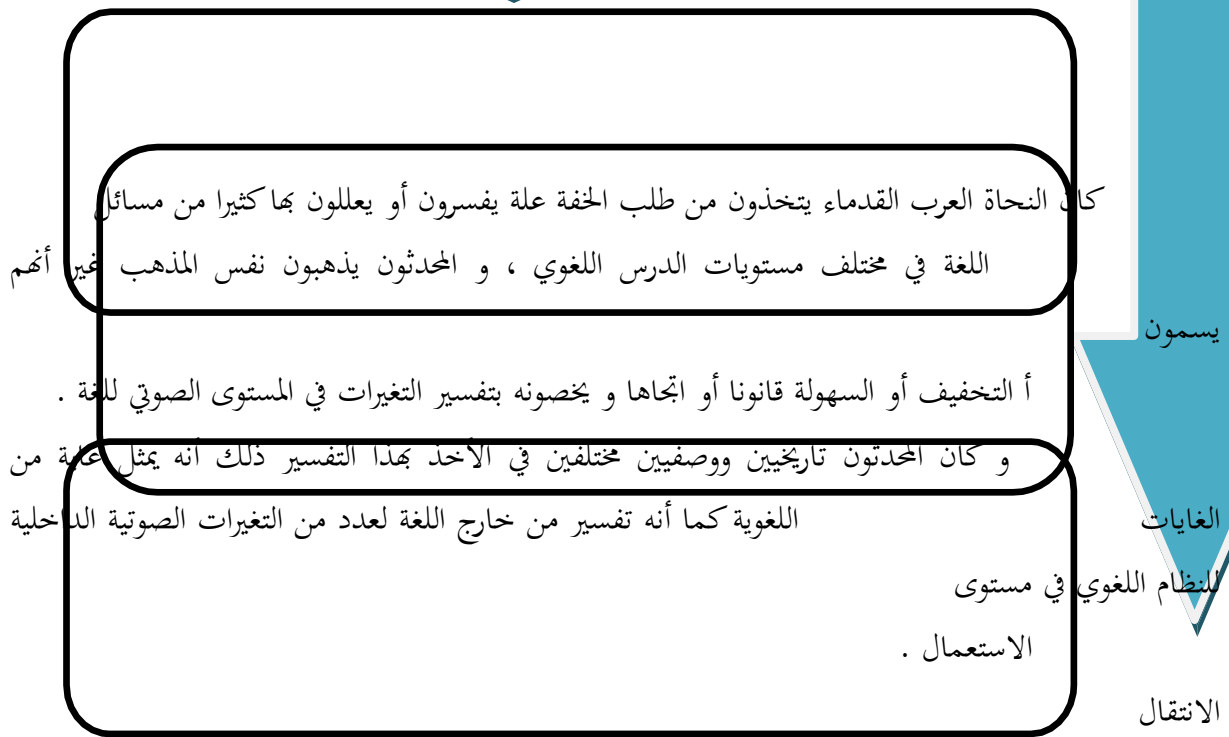 كان النحاة العرب القدماء يتخذون من طلب الخفة علة يفسرون أو يعللون بها كثيرا من مسائل
اللغة في مختلف مستويات الدرس اللغوي ، و المحدثون يذهبون نفس المذهب غير أنهم
يسمون
أ التخفيف أو السهولة قانونا أو اتجاها و يخصونه بتفسير التغيرات في المستوى الصوتي للغة .
و كان المحدثون تاريخيين ووصفيين مختلفين في الأخذ بهذا التفسير ذلك أنه يمثل غاية من
الغايات اللغوية كما أنه تفسير من خارج اللغة لعدد من التغيرات الصوتية الداخلية
للنظام اللغوي في مستوى
الاستعمال .
الانتقال